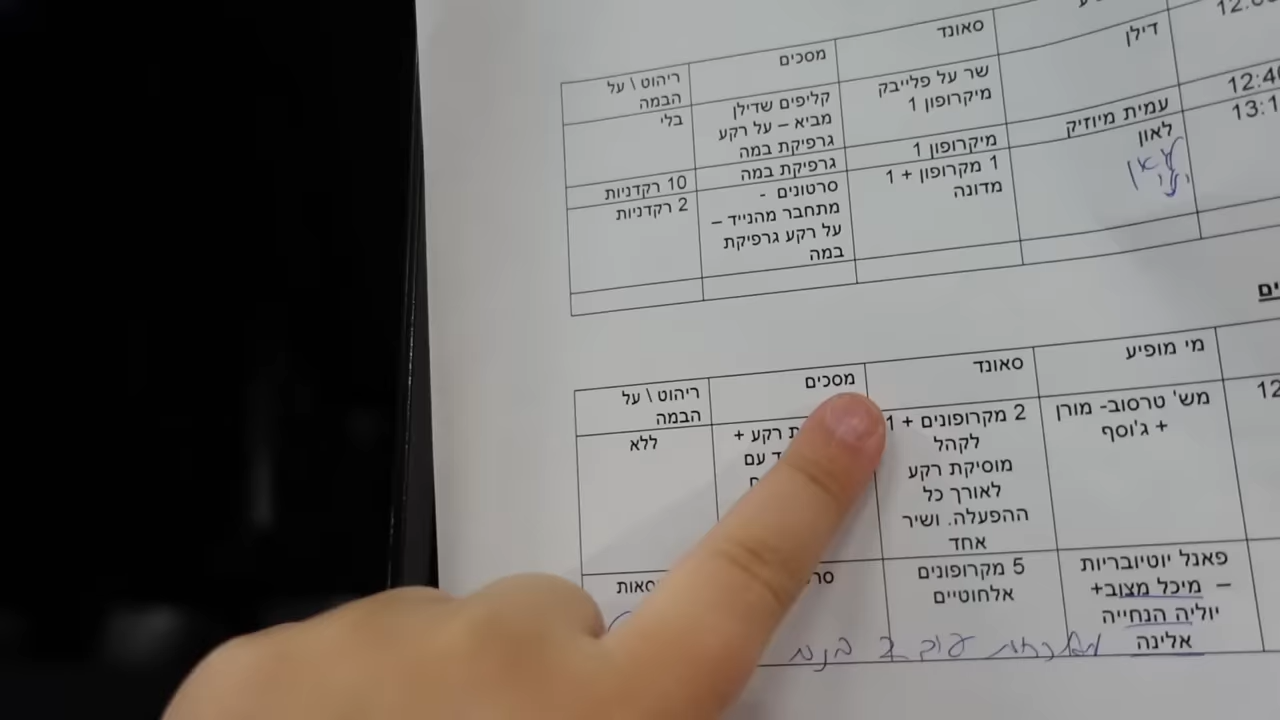 12:40
13:1
סאונד
מסכים
ריהוט \ על
הבמה
דילן
שר על פלייבק
מיקרופון 1
קליפים שדילן
מביא – על רקע
גרפיקת במה
בלי
עמית מיוזיק
מיקרופון 1
גרפיקת במה
10 רקדניות
לאון
1 מקרופון + 1
מדונה
סרטונים -
מתחבר מהנייד –
על רקע גרפיקת
במה
2 רקדניות
ים
מי מופיע
סאונד
מסכים
ריהוט \ על
הבמה
12
מש' טרסוב- מורן
+ ג'וסף
2 מקרופונים + 1
לקהל
מוסיקת רקע
לאורך כל
ההפעלה. ושיר
אחד
רקע +
עם
ללא
פאנל יוטיובריות
– מיכל מצוב+
יוליה הנחייה
אלינה
5 מקרופונים
אלחוטיים